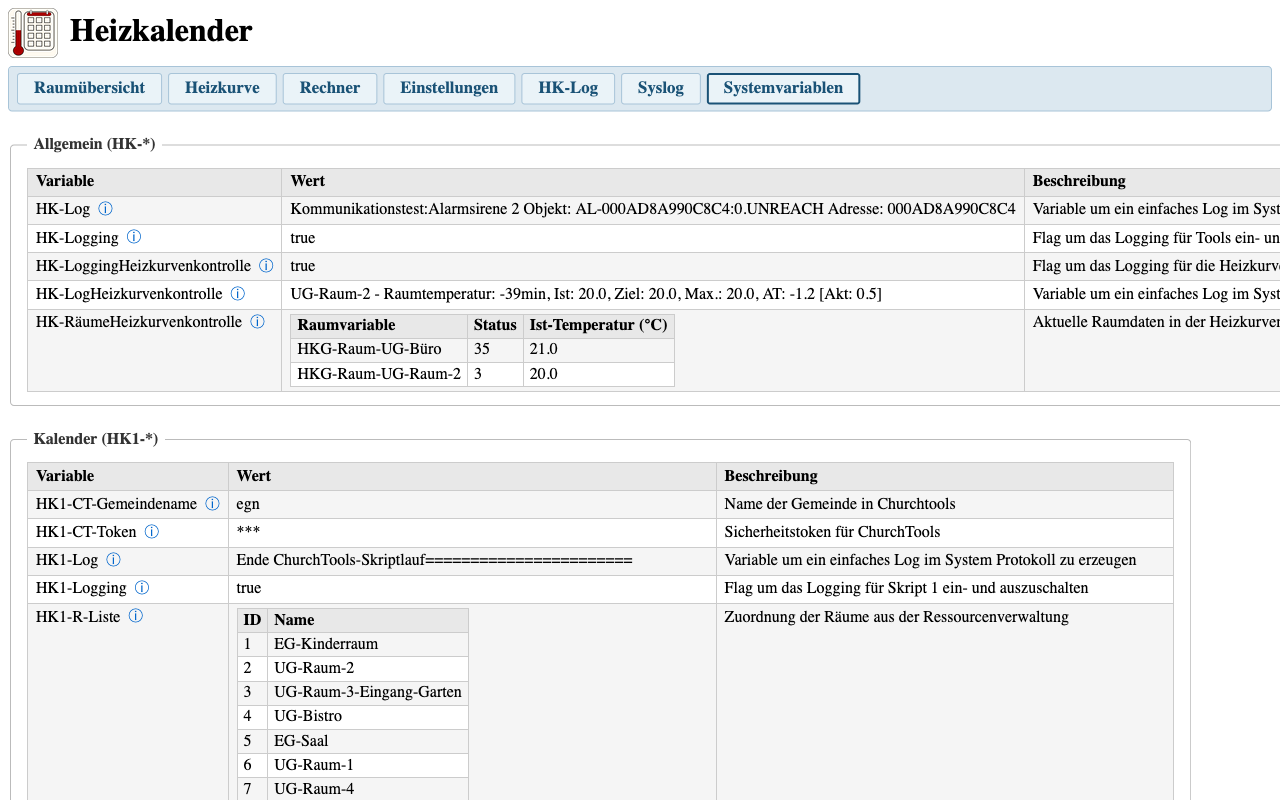 Heizkalender
Raumübersicht Heizkurve Rechner Einstellungen HK-Log Syslog Systemvariablen
Allgemein (HK-*)
Variable Wert Beschreibung
HK-Log ⓘ Kommunikationstest:Alarmsirene 2 Objekt: AL-000AD8A990C8C4:0.UNREACH Adresse: 000AD8A990C8C4 Variable um ein einfaches Log im Syst
HK-Logging ⓘ true Flag um das Logging für Tools ein- un
HK-LoggingHeizkurvenkontrolle ⓘ true Flag um das Logging für die Heizkurv
HK-LogHeizkurvenkontrolle ⓘ UG-Raum-2 - Raumtemperatur: -39min, Ist: 20.0, Ziel: 20.0, Max.: 20.0, AT: -1.2 [Akt: 0.5] Variable um ein einfaches Log im Syst
HK-RäumeHeizkurvenkontrolle ⓘ Aktuelle Raumdaten in der Heizkurven
Raumvariable Status Ist-Temperatur (°C)
HKG-Raum-UG-Büro 35 21.0
HKG-Raum-UG-Raum-2 3 20.0
Kalender (HK1-*)
Variable Wert Beschreibung
HK1-CT-Gemeindename ⓘ egn Name der Gemeinde in Churchtools
HK1-CT-Token ⓘ *** Sicherheitstoken für ChurchTools
HK1-Log ⓘ Ende ChurchTools-Skriptlauf======================= Variable um ein einfaches Log im System Protokoll zu erzeugen
HK1-Logging ⓘ true Flag um das Logging für Skript 1 ein- und auszuschalten
HK1-R-Liste ⓘ Zuordnung der Räume aus der Ressourcenverwaltung
ID Name
1 EG-Kinderraum
2 UG-Raum-2
3 UG-Raum-3-Eingang-Garten
4 UG-Bistro
5 EG-Saal
6 UG-Raum-1
7 UG-Raum-4